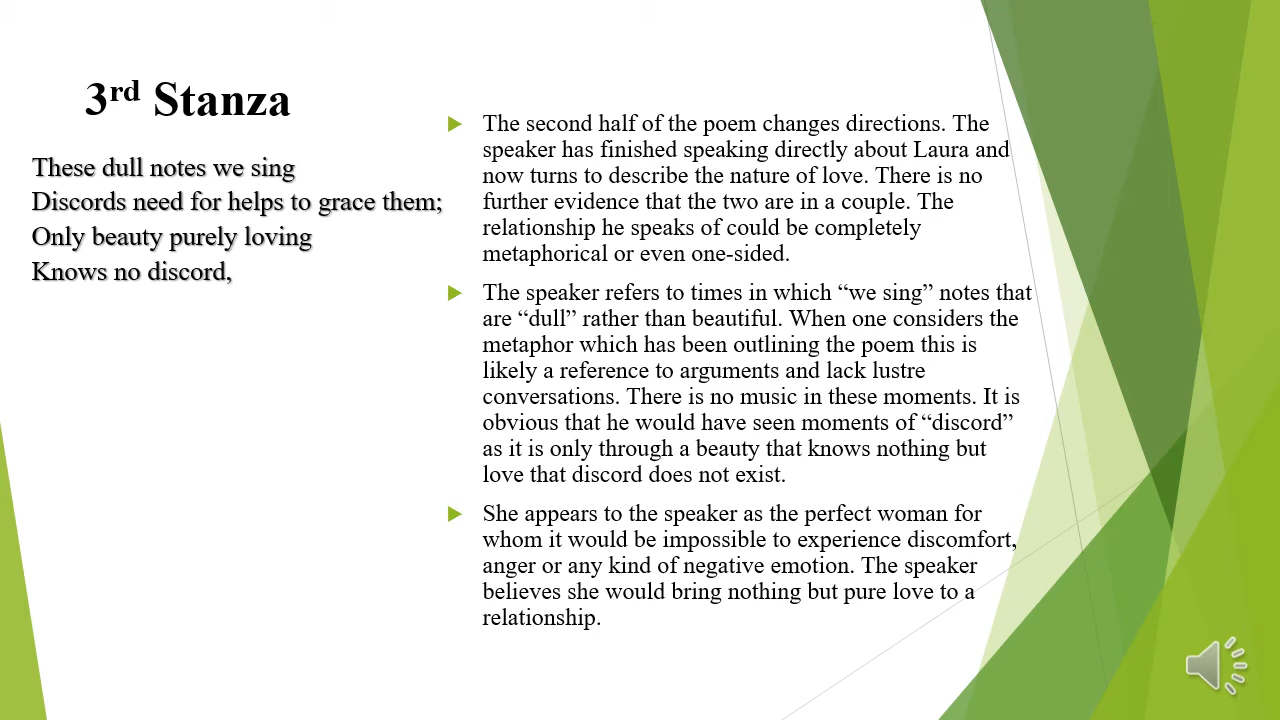 3rd Stanza
These dull notes we sing
Discords need for helps to grace them;
Only beauty purely loving
Knows no discord,
The second half of the poem changes directions. The
speaker has finished speaking directly about Laura and
now turns to describe the nature of love. There is no
further evidence that the two are in a couple. The
relationship he speaks of could be completely
metaphorical or even one-sided.
The speaker refers to times in which “we sing” notes that
are “dull” rather than beautiful. When one considers the
metaphor which has been outlining the poem this is
likely a reference to arguments and lack lustre
conversations. There is no music in these moments. It is
obvious that he would have seen moments of “discord”
as it is only through a beauty that knows nothing but
love that discord does not exist.
She appears to the speaker as the perfect woman for
whom it would be impossible to experience discomfort,
anger or any kind of negative emotion. The speaker
believes she would bring nothing but pure love to a
relationship.